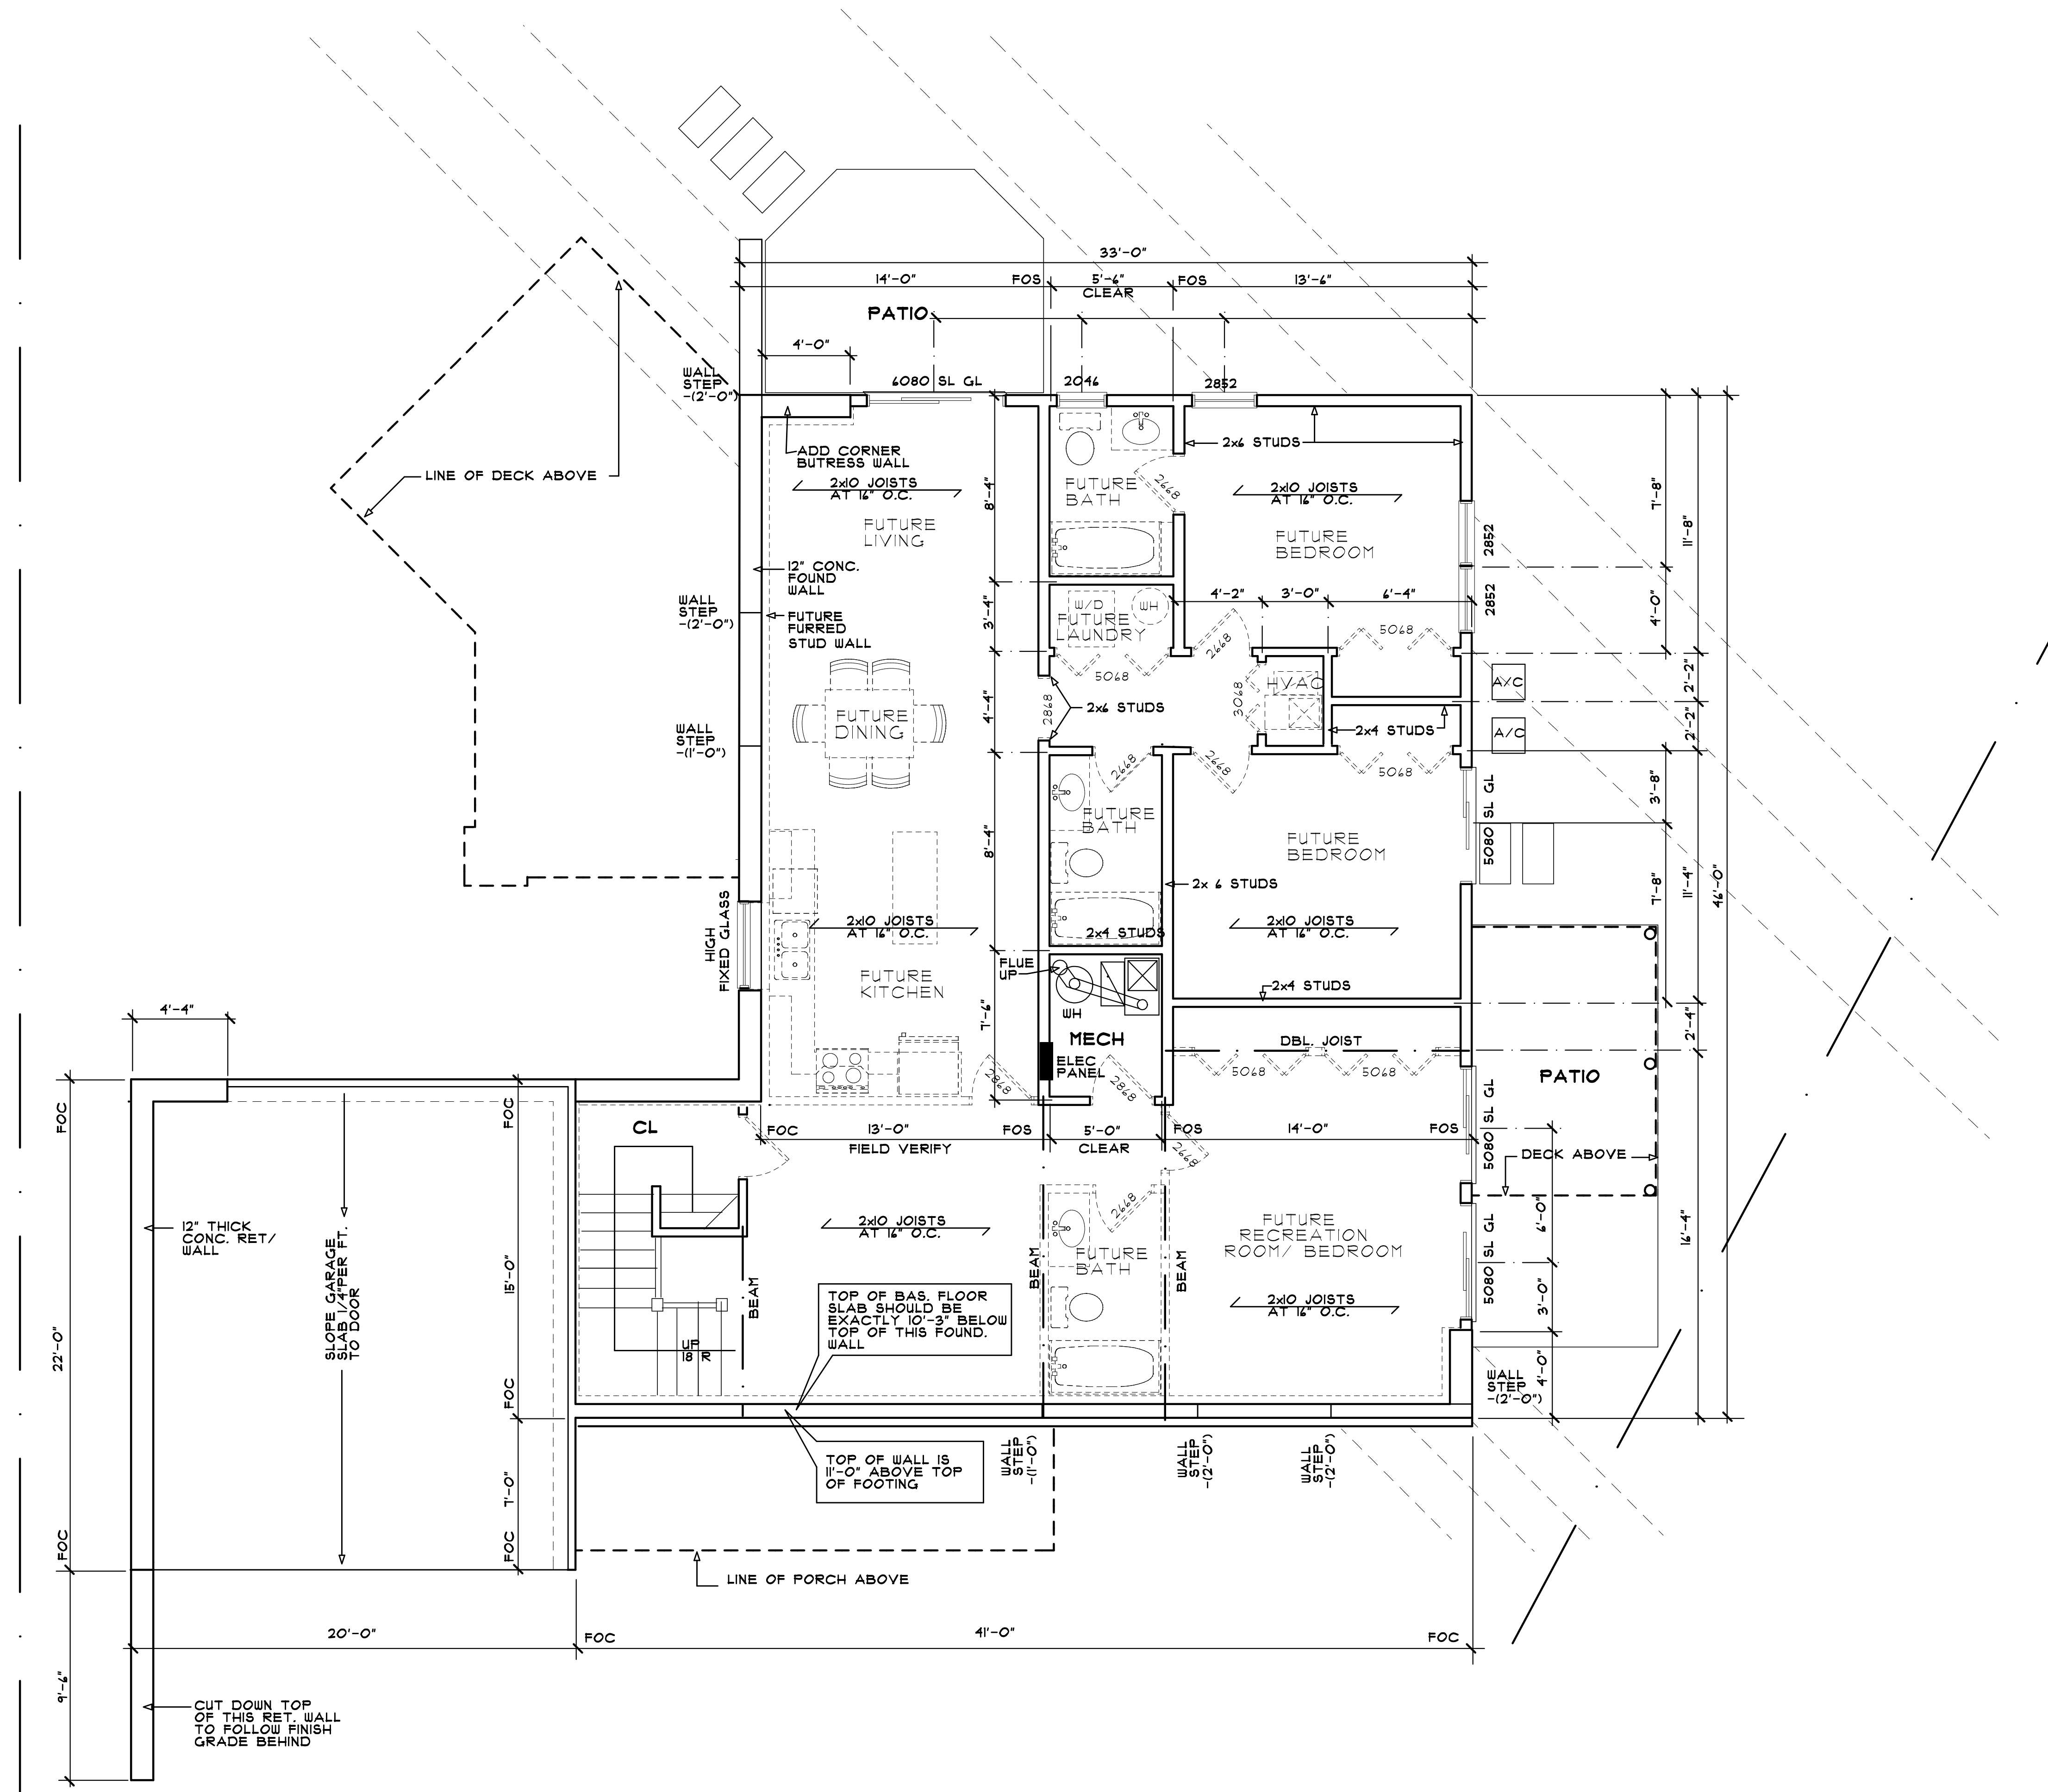 33'-0"
14'-0"
FOS
5'-6"
CLEAR
FOS
13'-6"
PATIO
4'-0"
WALL
STEP
-(2'-0")
6080 SL GL
2046
2852
ADD CORNER
BUTRESS WALL
2x6 STUDS
LINE OF DECK ABOVE
2x10 JOISTS
AT 16" O.C.
8'-4"
FUTURE
BATH
2668
2x10 JOISTS
AT 16" O.C.
7'-8"
11'-8"
FUTURE
LIVING
FUTURE
BEDROOM
2852
12" CONC.
FOUND
WALL
2852
4'-2"
3'-0"
6'-4"
4'-0"
WALL
STEP
-(2'-0")
FUTURE
FURRED
STUD WALL
3'-4"
W/D
WH
FUTURE
LAUNDRY
2668
5068
5068
HVAC
A/C
2'-2"
4'-4"
2868
2x6 STUDS
3068
FUTURE
DINING
2x4 STUDS
A/C
2'-2"
WALL
STEP
-(1'-0")
2668
2668
5068
3'-8"
5080 SL GL
FUTURE
BATH
8'-4"
FUTURE
BEDROOM
7'-8"
11'-4"
46'-0"
2x 6 STUDS
HIGH
FIXED GLASS
2x10 JOISTS
AT 16" O.C.
2x4 STUDS
2x10 JOISTS
AT 16" O.C.
FLUE
UP
FUTURE
KITCHEN
2x4 STUDS
4'-4"
7'-6"
WH
MECH
DBL. JOIST
2'-4"
ELEC
PANEL
2868
2868
5068
5068
PATIO
FOC
FOC
CL
FOC
13'-0"
FOS
5'-0"
FOS
14'-0"
FOS
FIELD VERIFY
CLEAR
2668
5080 SL GL
DECK ABOVE
12" THICK
CONC. RET/
WALL
2x10 JOISTS
AT 16" O.C.
2668
FUTURE
RECREATION
ROOM/ BEDROOM
6'-0"
16'-4"
SLOPE GARAGE
SLAB 1/4"PER FT.
TO DOOR
15'-0"
BEAM
BEAM
FUTURE
BATH
BEAM
5080 SL GL
3'-0"
TOP OF BAS. FLOOR
SLAB SHOULD BE
EXACTLY 10'-3" BELOW
TOP OF THIS FOUND.
WALL
2x10 JOISTS
AT 16" O.C.
22'-0"
UP
18 R
4'-0"
WALL
STEP
-(2'-0")
FOC
7'-0"
TOP OF WALL IS
11'-0" ABOVE TOP
OF FOOTING
WALL
STEP
-(1'-0")
WALL
STEP
-(2'-0")
WALL
STEP
-(2'-0")
FOC
FOC
LINE OF PORCH ABOVE
20'-0"
FOC
41'-0"
FOC
9'-6"
CUT DOWN TOP
OF THIS RET. WALL
TO FOLLOW FINISH
GRADE BEHIND